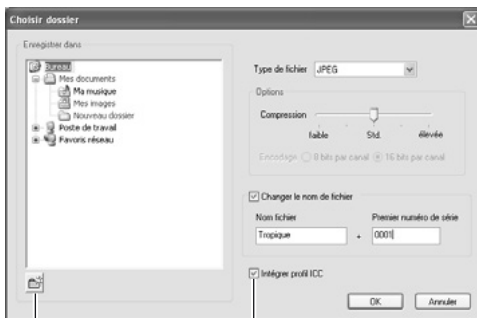 Choisir dossier
Enregistrer dans
Bureau
Mes documents
Ma musique
Mes images
Nouveau dossier
Poste de travail
Favoris réseau
Type de fichier JPEG
Options
Compression
faible Std. élevée
Encodage 8 bits par canal 16 bits par canal
Changer le nom de fichier
Nom fichier Premier numéro de série
Tropique + 0001
Intégrer profil ICC
OK Annuler